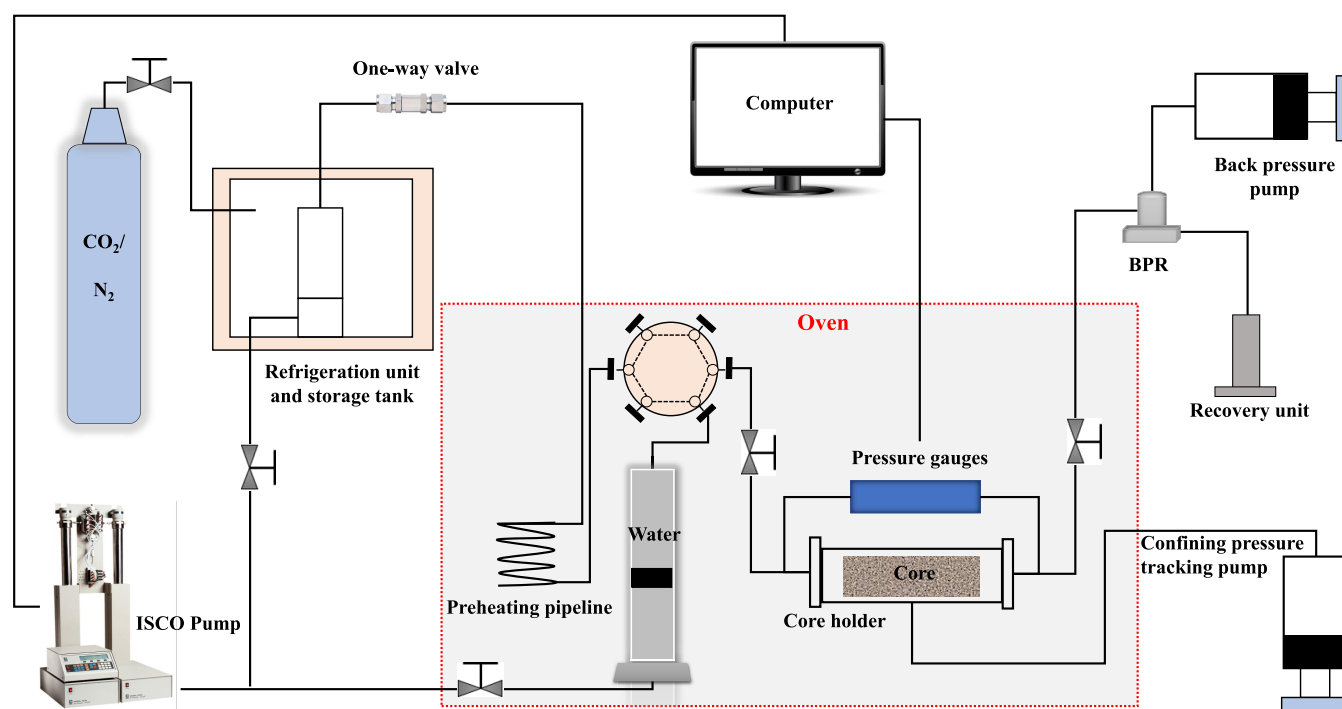 One-way valve
Computer
Back pressure
pump
CO₂/
N₂
BPR
Oven
Refrigeration unit
and storage tank
Recovery unit
Pressure gauges
Water
Confining pressure
tracking pump
Core
Preheating pipeline
Core holder
ISCO Pump